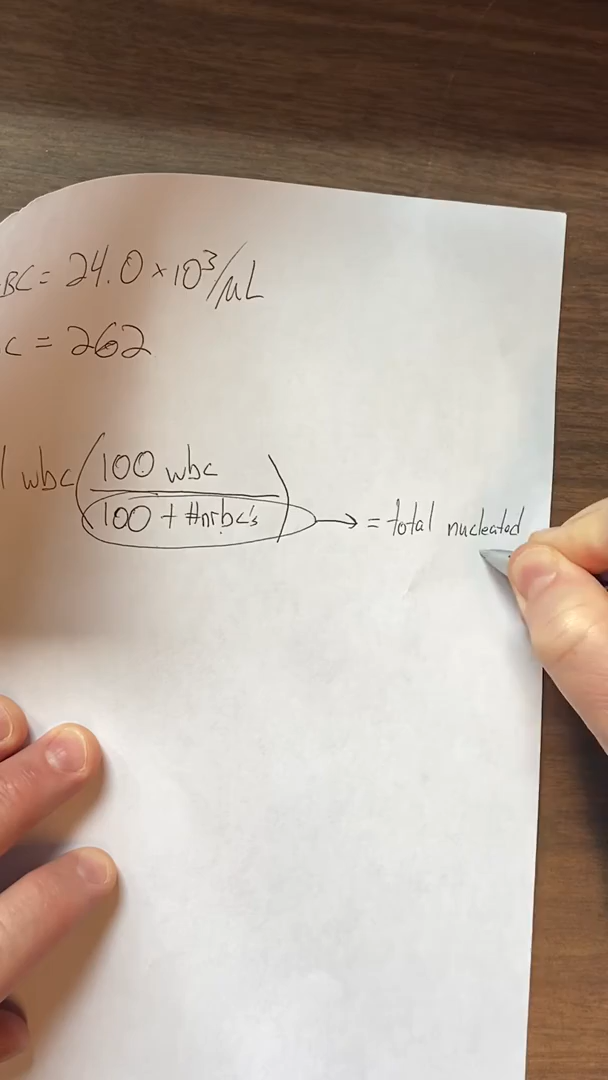 BC = 24.0 × 10³/µL
C = 262
l wbc (100 wbc
100 + #nrbc's) → = total nucleated